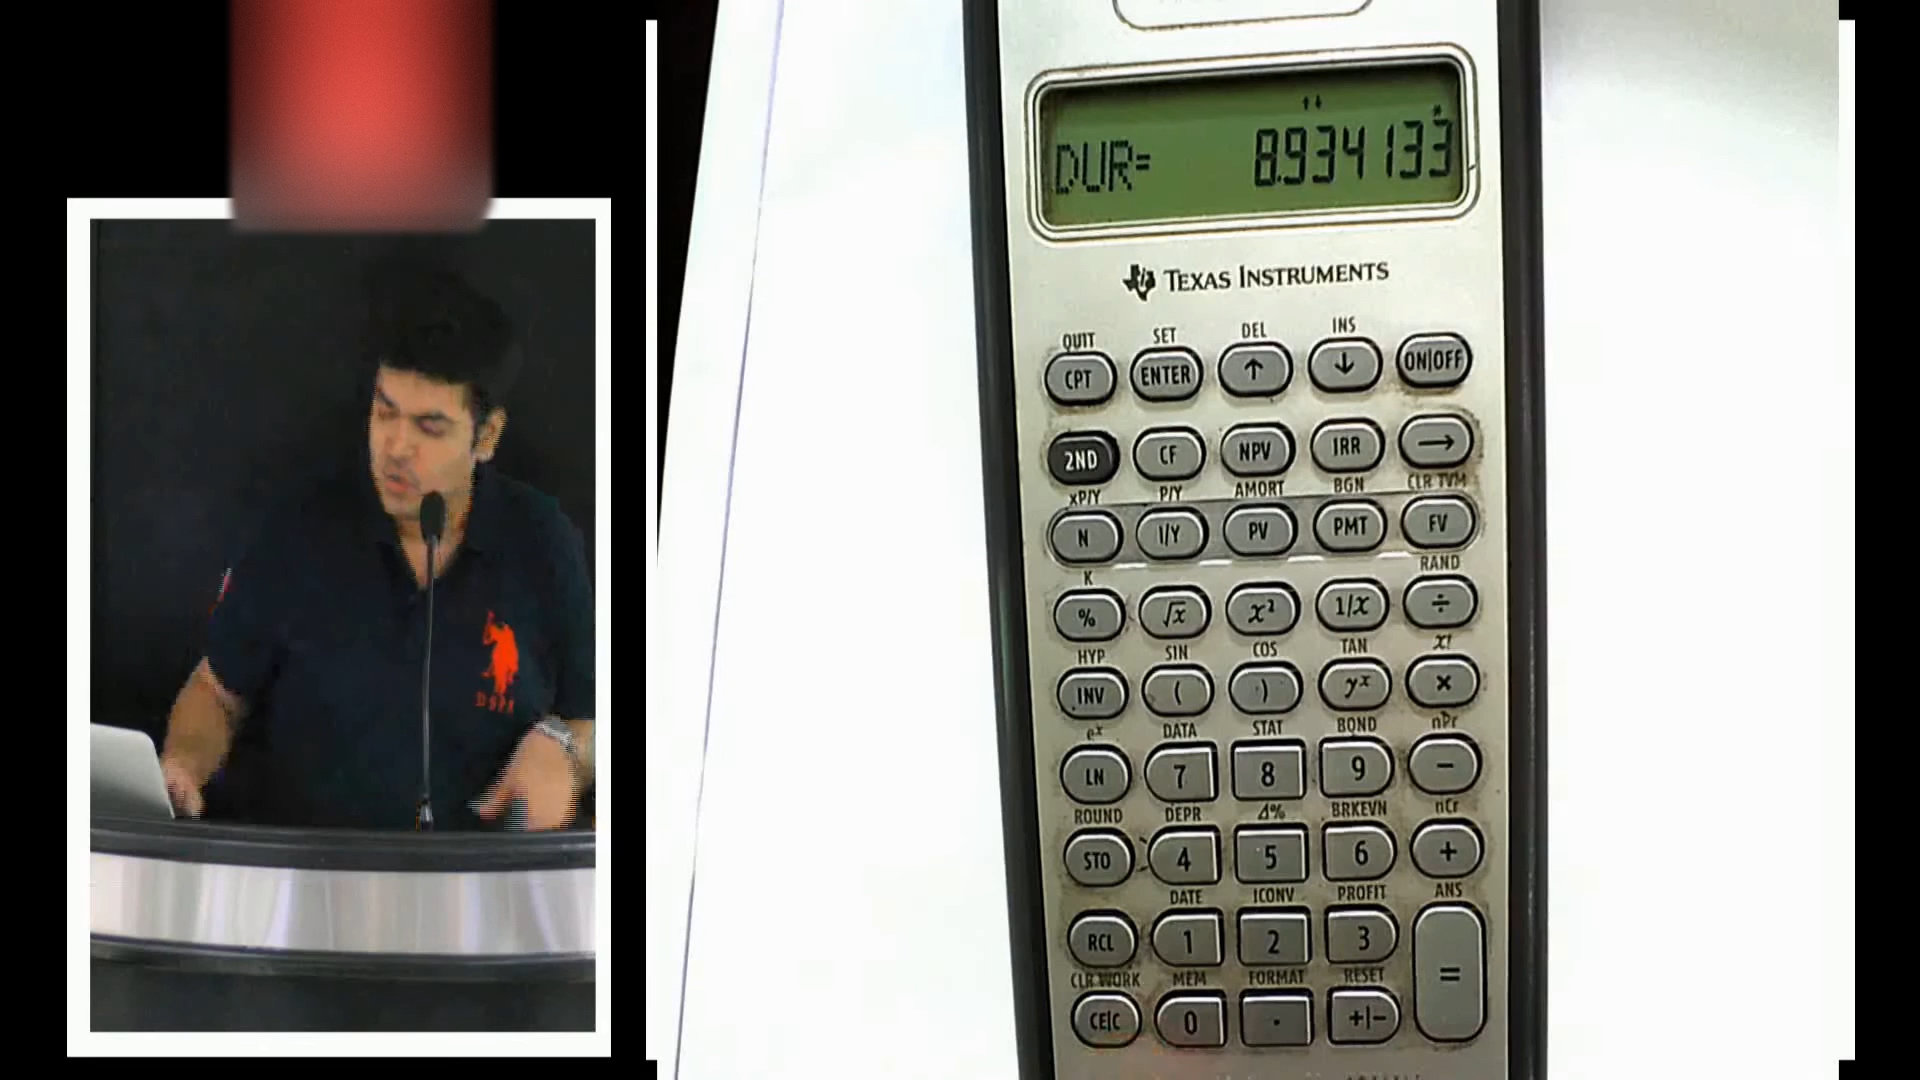 DUR= 8.934133
TEXAS INSTRUMENTS
QUIT SET DEL INS
CPT ENTER ↑ ↓ ON|OFF
2ND CF NPV IRR →
xP/Y P/Y AMORT BGN CLR TVM
N I/Y PV PMT FV
K RAND
% √x x² 1/x ÷
HYP SIN COS TAN x!
INV ( ) yˣ ×
eˣ DATA STAT BOND nPr
LN 7 8 9 −
ROUND DEPR Δ% BRKEVN nCr
STO 4 5 6 +
DATE ICONV PROFIT ANS
RCL 1 2 3 =
CLR WORK MEM FORMAT RESET
CE|C 0 . +|−